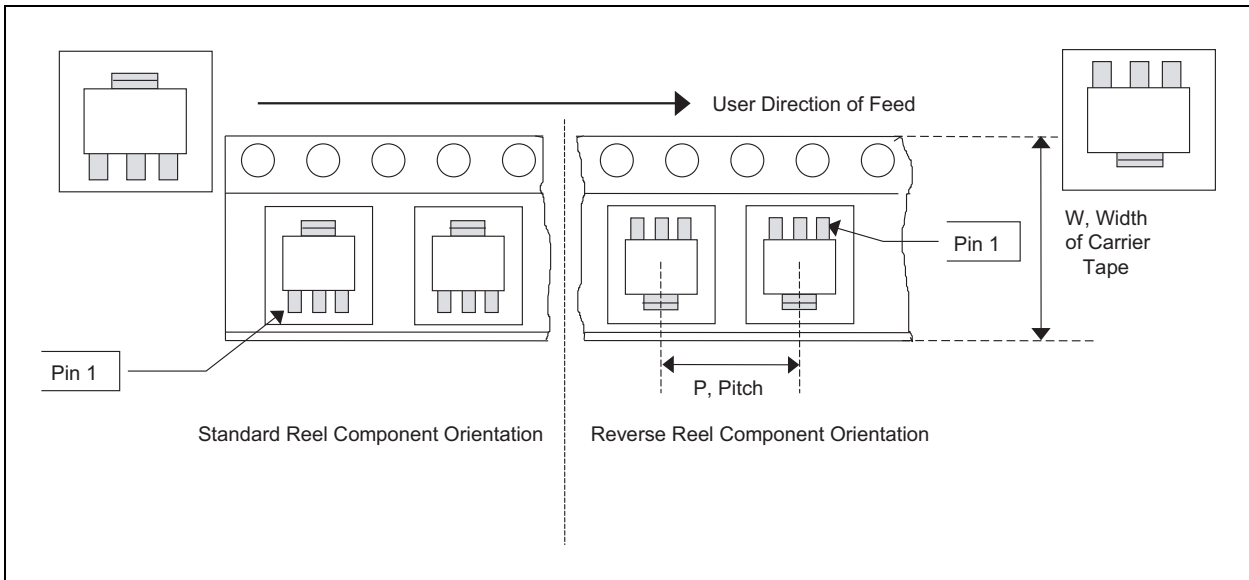 User Direction of Feed
Pin 1
W, Width
of Carrier
Tape
Pin 1
P, Pitch
Standard Reel Component Orientation
Reverse Reel Component Orientation